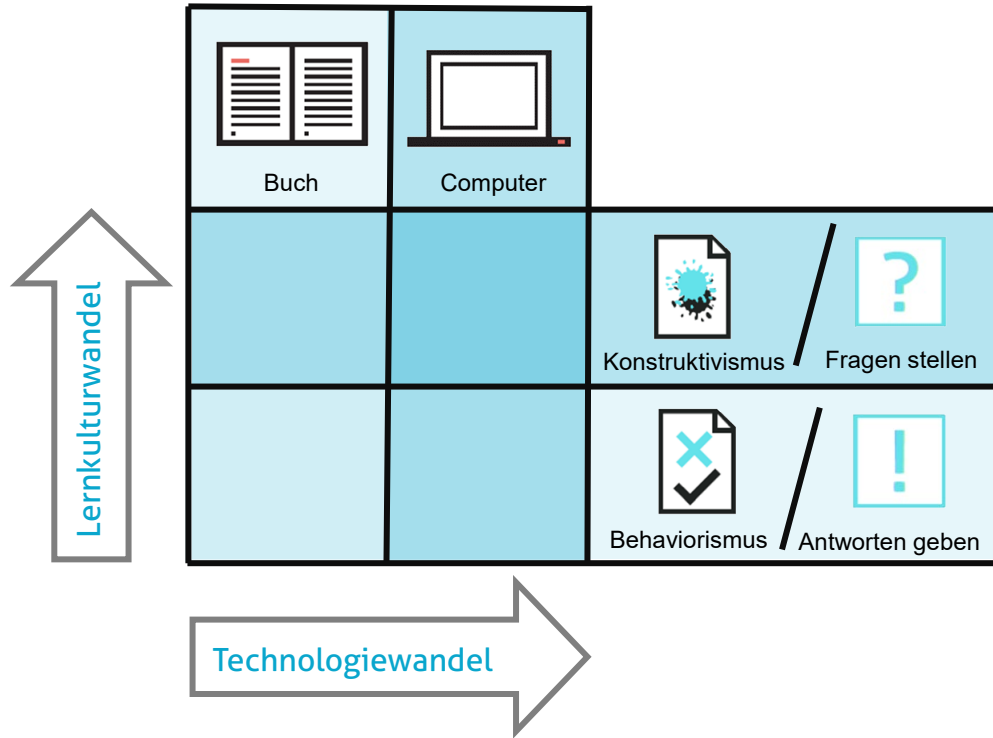 Buch
Computer
Lernkulturwandel
Konstruktivismus
?
Fragen stellen
Behaviorismus
!
Antworten geben
Technologiewandel